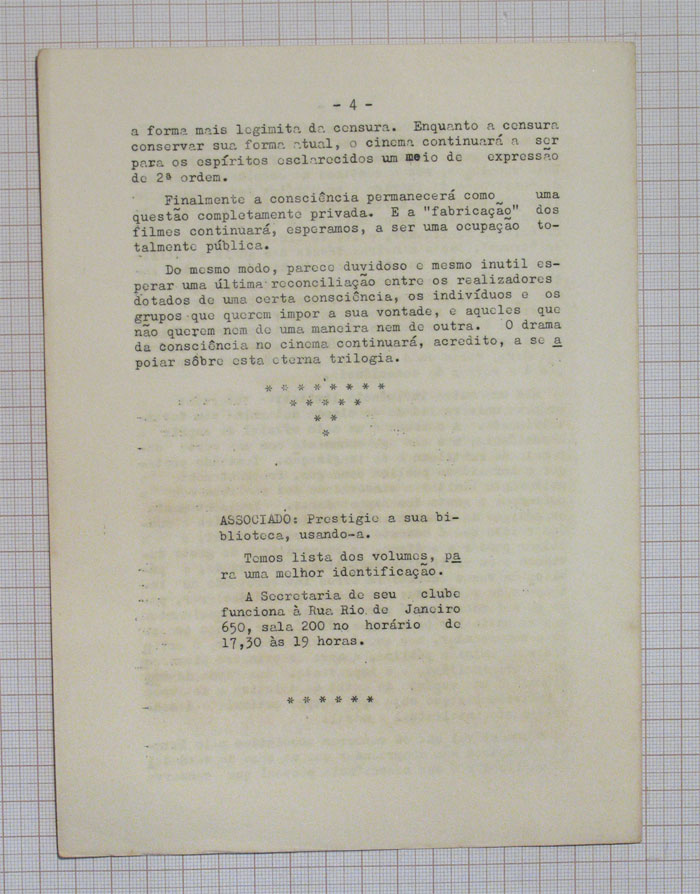 - 4 -
a forma mais legimita da censura. Enquanto a censura
conservar sua forma atual, o cinema continuará a ser
para os espíritos esclarecidos um meio de expressão
de 2ª ordem.
Finalmente a consciência permanecerá como uma
questão completamente privada. E a "fabricação" dos
filmes continuará, esperamos, a ser uma ocupação to-
talmente pública.
Do mesmo modo, parece duvidoso e mesmo inutil es-
perar uma última reconciliação entre os realizadores
dotados de uma certa consciência, os indivíduos e os
grupos que querem impor a sua vontade, e aqueles que
não querem nem de uma maneira nem de outra. O drama
da consciência no cinema continuará, acredito, a se a
poiar sôbre esta eterna trilogia.
* * * * * * * *
* * * * *
* *
*
ASSOCIADO: Prestigie a sua bi-
blioteca, usando-a.
Temos lista dos volumes, pa
ra uma melhor identificação.
A Secretaria de seu clube
funciona à Rua Rio de Janeiro
650, sala 200 no horário de
17,30 às 19 horas.
* * * * * *